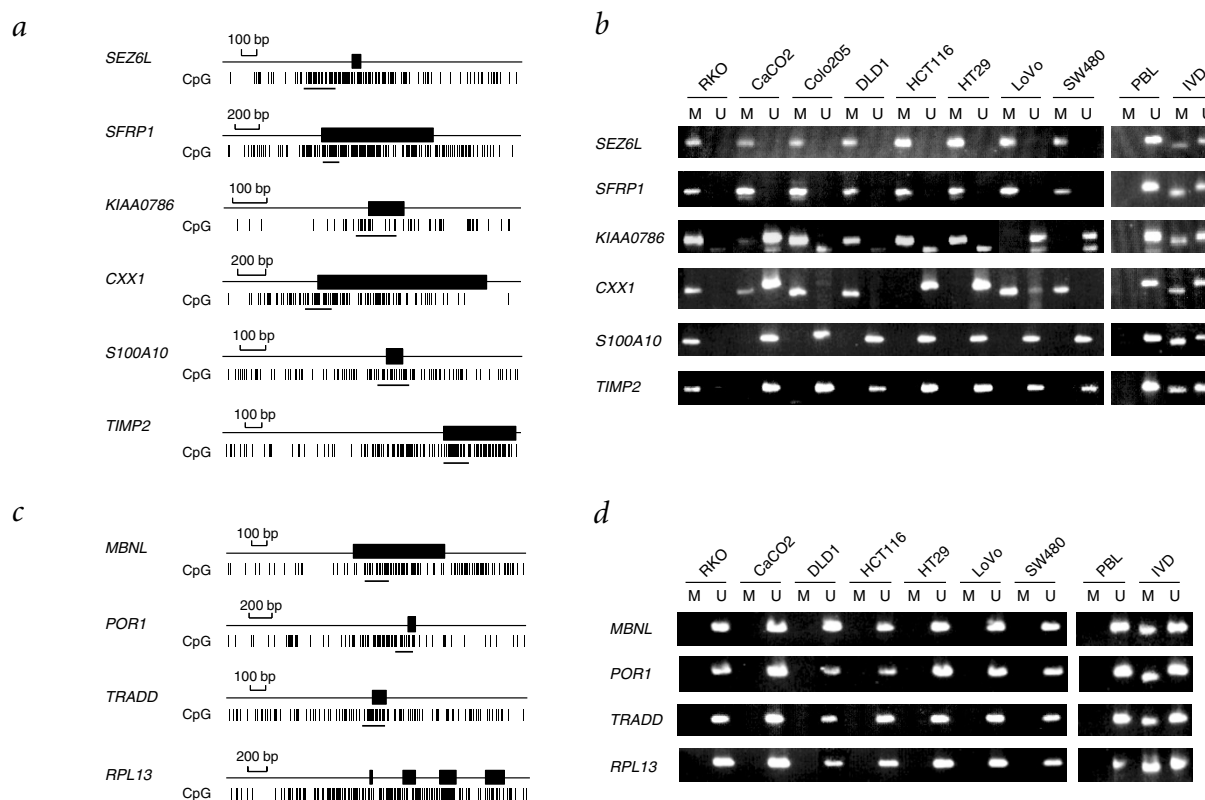 a
100 bp
SEZ6L
CpG
200 bp
SFRP1
CpG
100 bp
KIAA0786
CpG
200 bp
CXX1
CpG
100 bp
S100A10
CpG
100 bp
TIMP2
CpG
b
RKO CaCO2 Colo205 DLD1 HCT116 HT29 LoVo SW480 PBL IVD
M U M U M U M U M U M U M U M U M U M U
SEZ6L
SFRP1
KIAA0786
CXX1
S100A10
TIMP2
c
100 bp
MBNL
CpG
200 bp
POR1
CpG
100 bp
TRADD
CpG
200 bp
RPL13
CpG
d
RKO CaCO2 DLD1 HCT116 HT29 LoVo SW480 PBL IVD
M U M U M U M U M U M U M U M U M U
MBNL
POR1
TRADD
RPL13